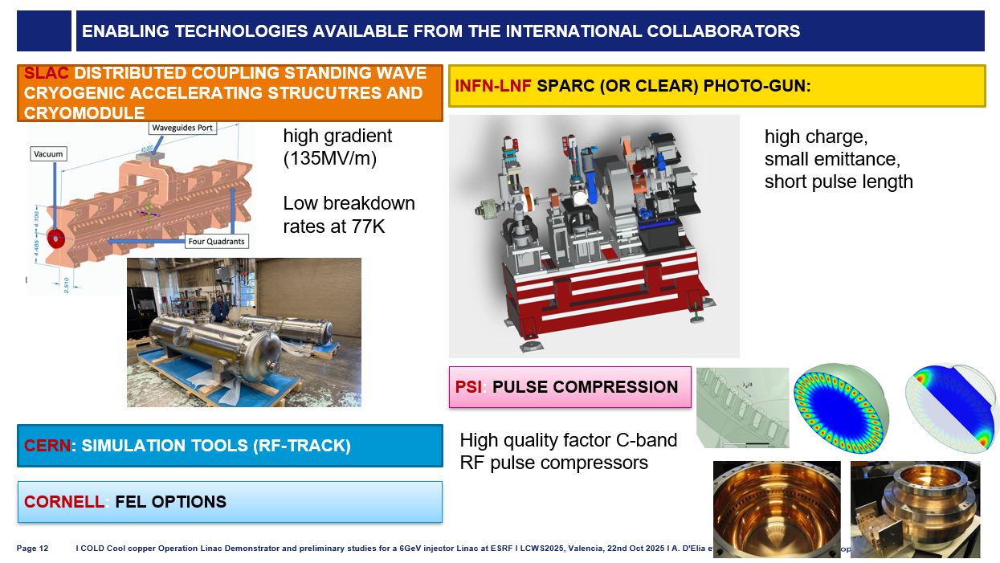 ENABLING TECHNOLOGIES AVAILABLE FROM THE INTERNATIONAL COLLABORATORS
SLAC DISTRIBUTED COUPLING STANDING WAVE
CRYOGENIC ACCELERATING STRUCUTRES AND
CRYOMODULE
Waveguides Port
Vacuum
43.000
4.100
4.485
2.510
Four Quadrants
high gradient
(135MV/m)
Low breakdown
rates at 77K
INFN-LNF SPARC (OR CLEAR) PHOTO-GUN:
high charge,
small emittance,
short pulse length
PSI: PULSE COMPRESSION
λg/4
High quality factor C-band
RF pulse compressors
CERN: SIMULATION TOOLS (RF-TRACK)
CORNELL: FEL OPTIONS
Page 12
l COLD Cool copper Operation Linac Demonstrator and preliminary studies for a 6GeV injector Linac at ESRF l LCWS2025, Valencia, 22nd Oct 2025 l A. D'Elia